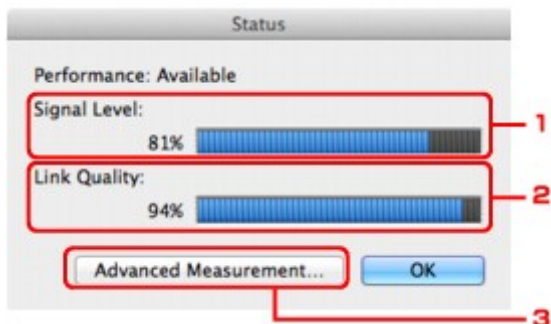 Status
Performance: Available
Signal Level:
81%
1
Link Quality:
94%
2
Advanced Measurement...
OK
3